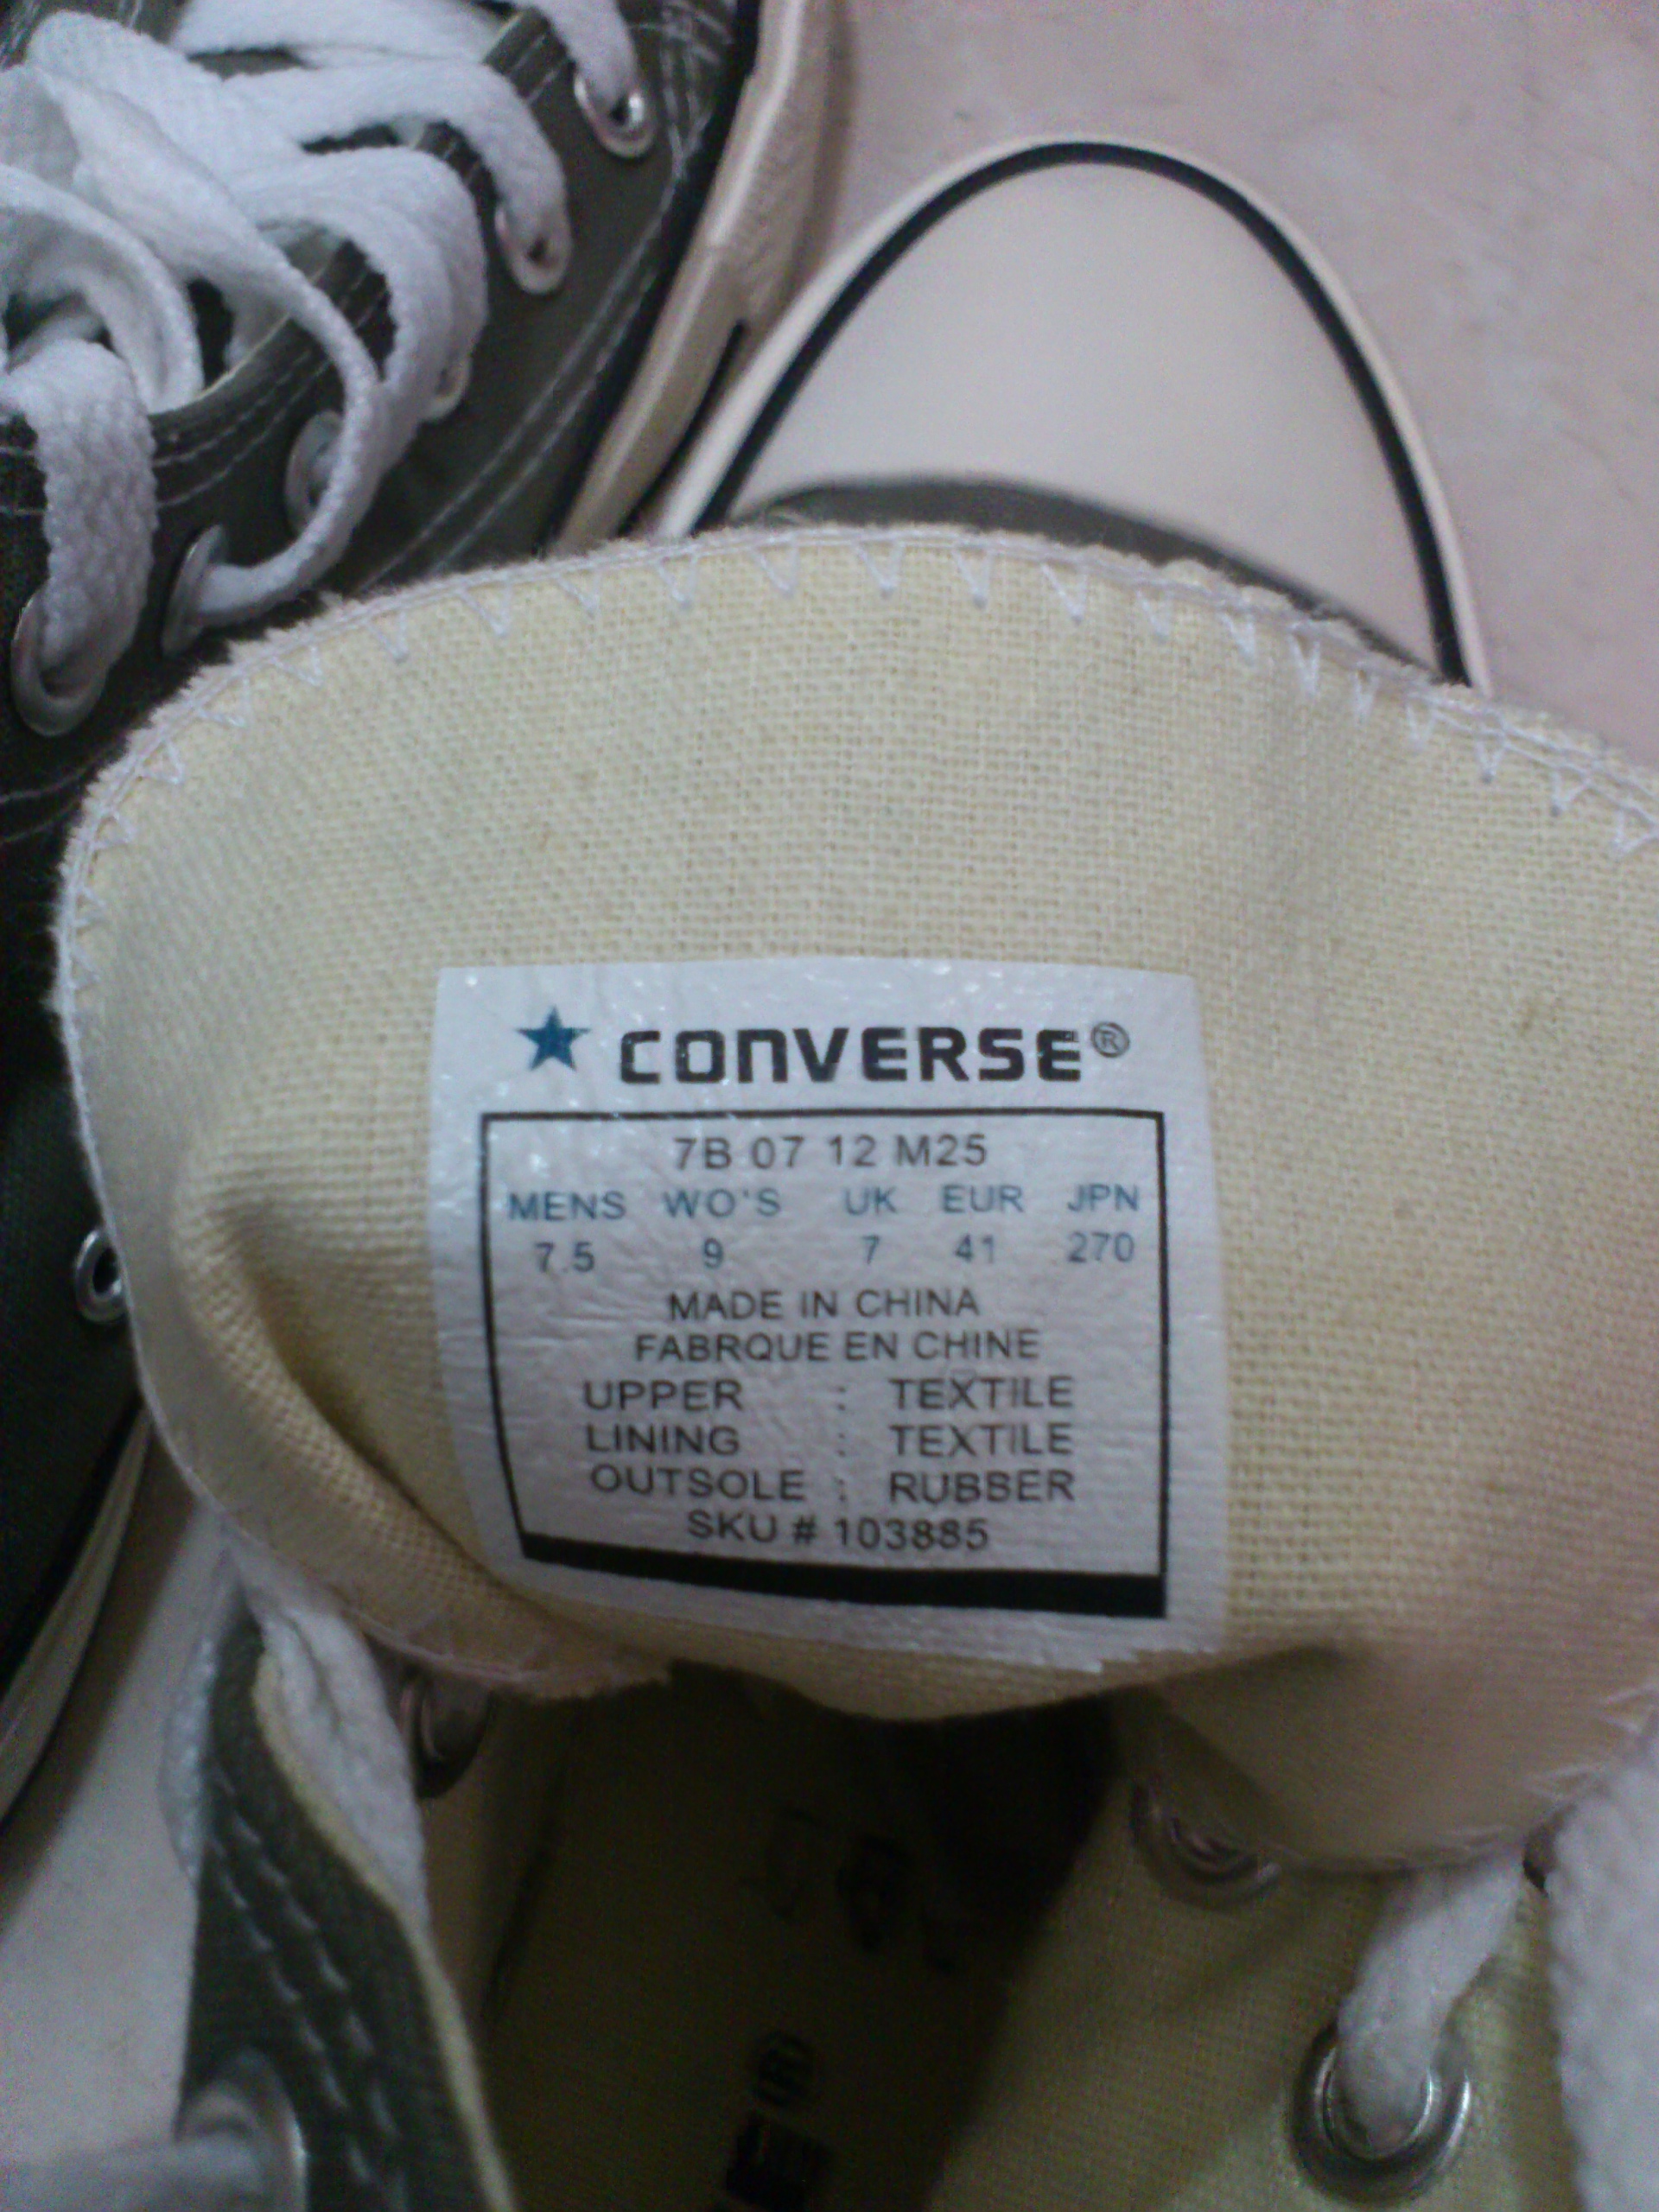 CONVERSE®
7B 07 12 M25
MENS WO'S UK EUR JPN
7.5 9 7 41 270
MADE IN CHINA
FABRQUE EN CHINE
UPPER : TEXTILE
LINING : TEXTILE
OUTSOLE : RUBBER
SKU # 103885